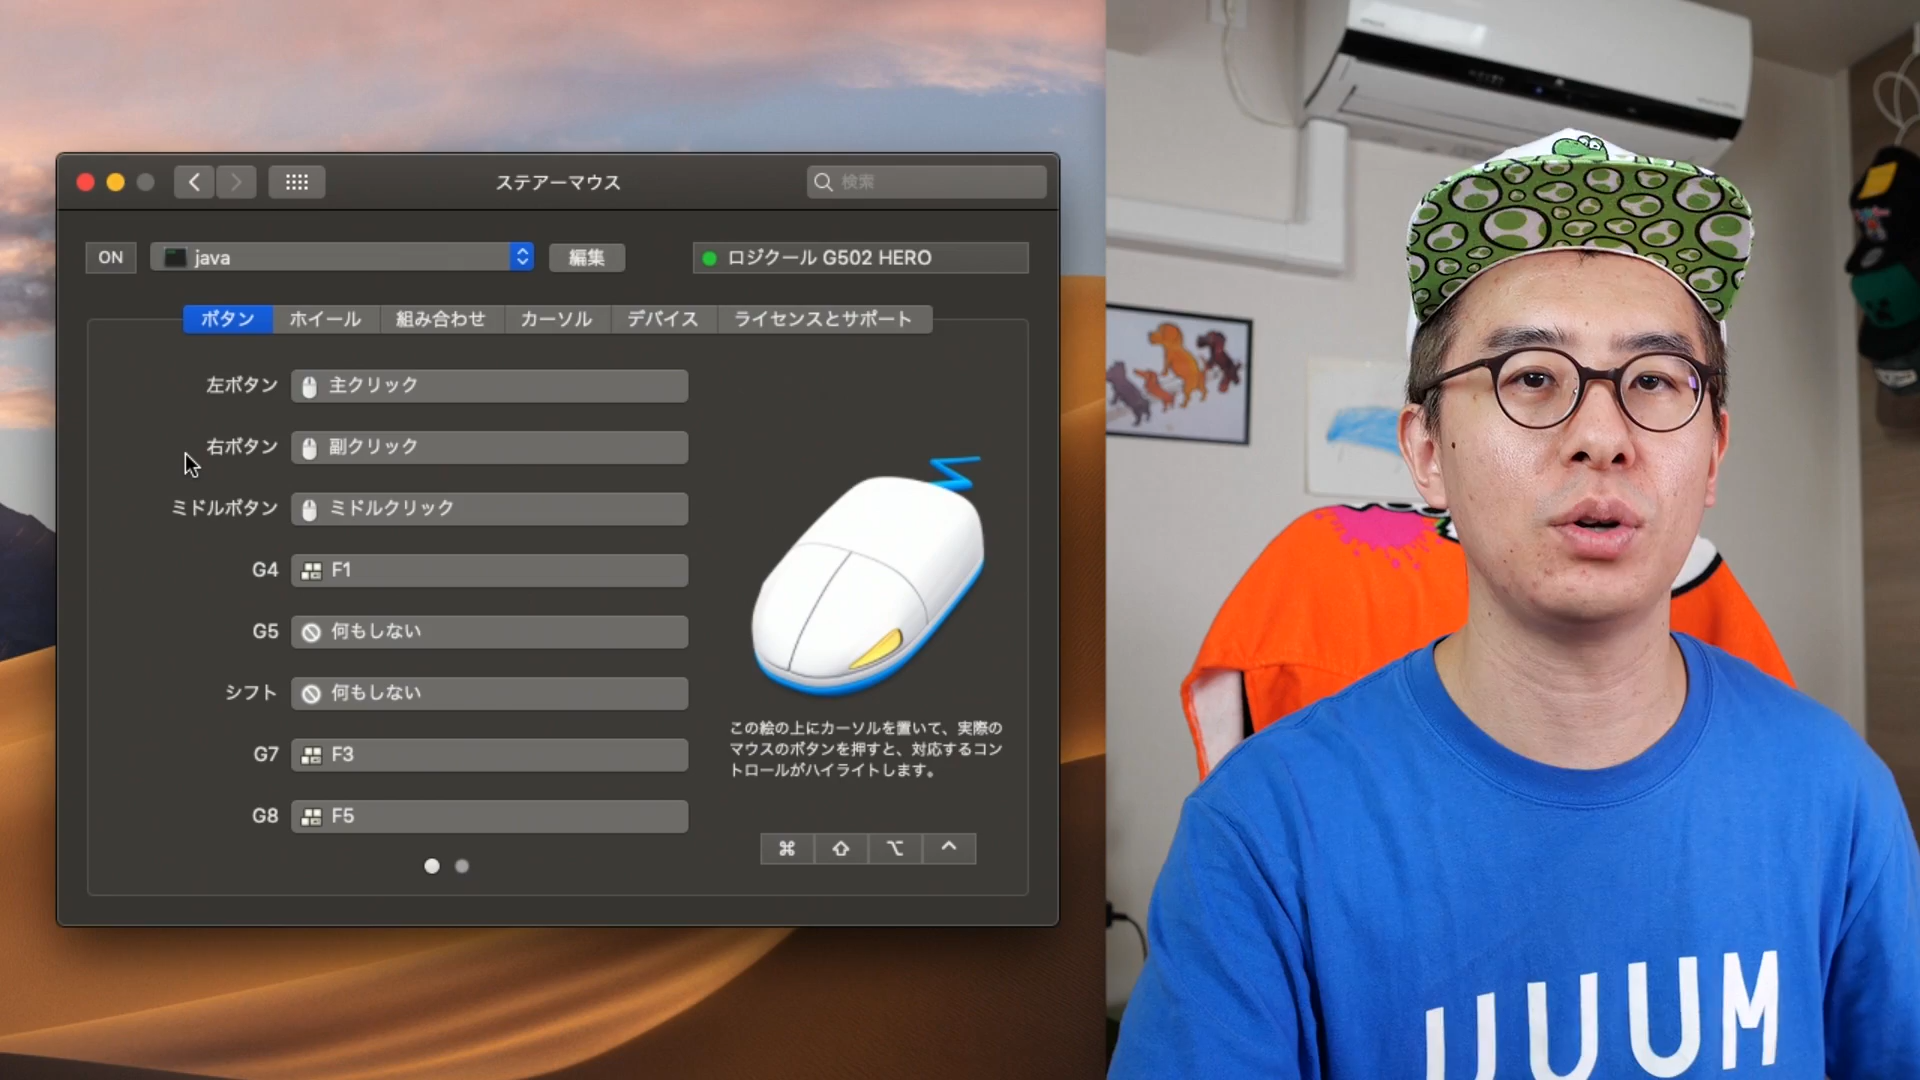 ステアーマウス
検索
ON
java
編集
ロジクール G502 HERO
ボタン
ホイール
組み合わせ
カーソル
デバイス
ライセンスとサポート
左ボタン
主クリック
右ボタン
副クリック
ミドルボタン
ミドルクリック
G4
F1
G5
何もしない
シフト
何もしない
G7
F3
G8
F5
この絵の上にカーソルを置いて、実際の
マウスのボタンを押すと、対応するコン
トロールがハイライトします。
⌘
⇧
⌥
^
UUUM